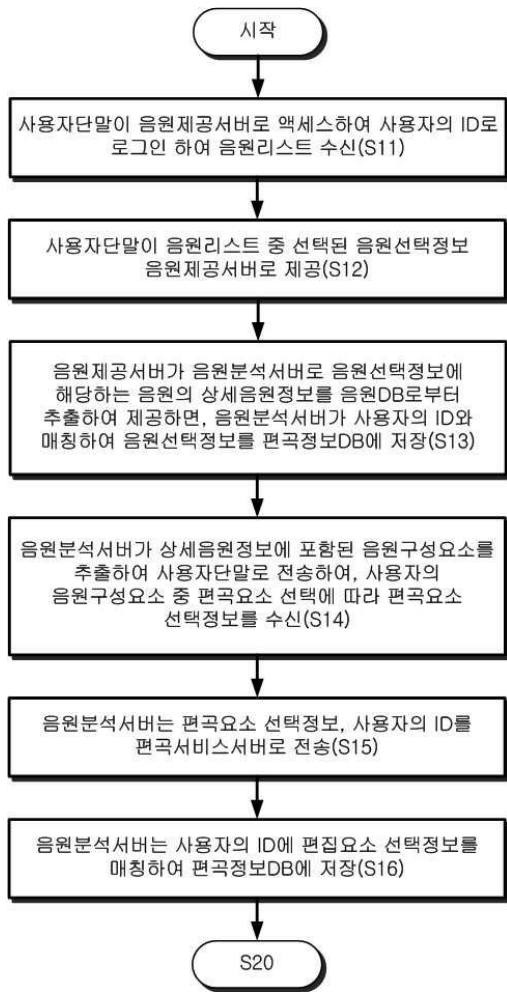 시작
사용자단말이 음원제공서버로 액세스하여 사용자의 ID로
로그인 하여 음원리스트 수신(S11)
사용자단말이 음원리스트 중 선택된 음원선택정보
음원제공서버로 제공(S12)
음원제공서버가 음원분석서버로 음원선택정보에
해당하는 음원의 상세음원정보를 음원DB로부터
추출하여 제공하면, 음원분석서버가 사용자의 ID와
매칭하여 음원선택정보를 편곡정보DB에 저장(S13)
음원분석서버가 상세음원정보에 포함된 음원구성요소를
추출하여 사용자단말로 전송하여, 사용자의
음원구성요소 중 편곡요소 선택에 따라 편곡요소
선택정보를 수신(S14)
음원분석서버는 편곡요소 선택정보, 사용자의 ID를
편곡서비스서버로 전송(S15)
음원분석서버는 사용자의 ID에 편집요소 선택정보를
매칭하여 편곡정보DB에 저장(S16)
S20